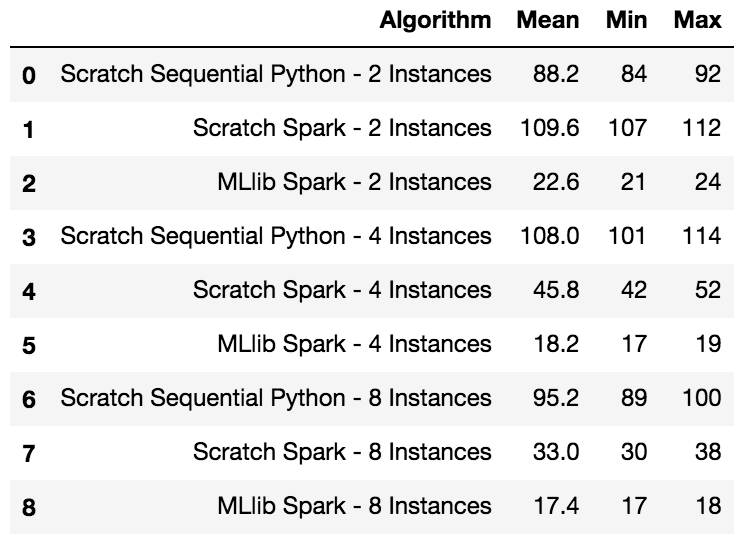 Algorithm Mean Min Max
0 Scratch Sequential Python - 2 Instances 88.2 84 92
1 Scratch Spark - 2 Instances 109.6 107 112
2 MLlib Spark - 2 Instances 22.6 21 24
3 Scratch Sequential Python - 4 Instances 108.0 101 114
4 Scratch Spark - 4 Instances 45.8 42 52
5 MLlib Spark - 4 Instances 18.2 17 19
6 Scratch Sequential Python - 8 Instances 95.2 89 100
7 Scratch Spark - 8 Instances 33.0 30 38
8 MLlib Spark - 8 Instances 17.4 17 18